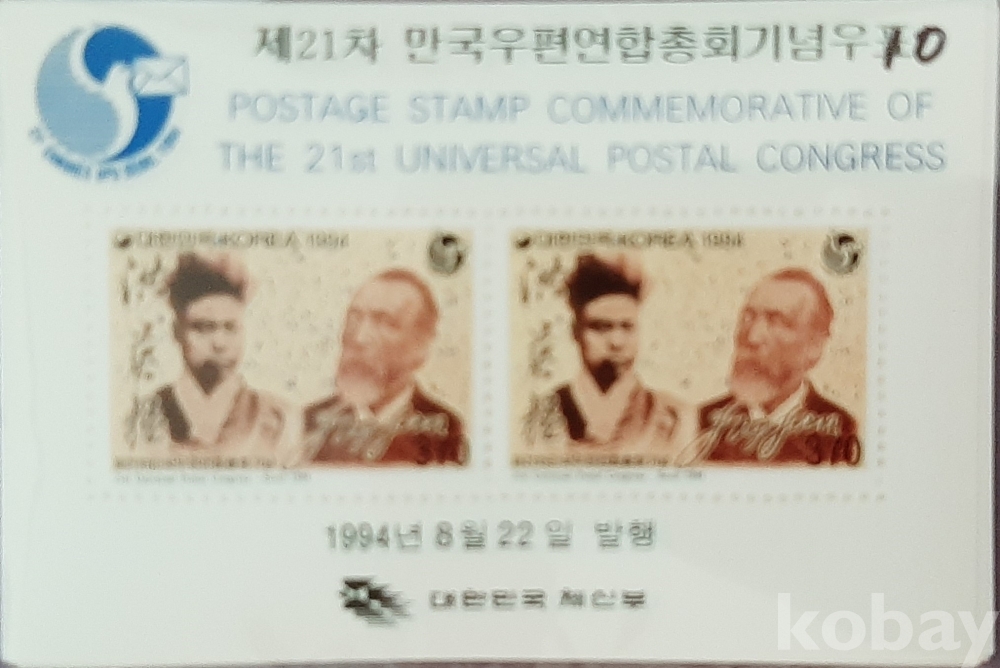 제21차 만국우편연합총회기념우표
10
POSTAGE STAMP COMMEMORATIVE OF
THE 21st UNIVERSAL POSTAL CONGRESS
대한민국 KOREA 1994
370
대한민국 KOREA 1994
370
1994년 8월 22일 발행
대한민국 체신부
kobay